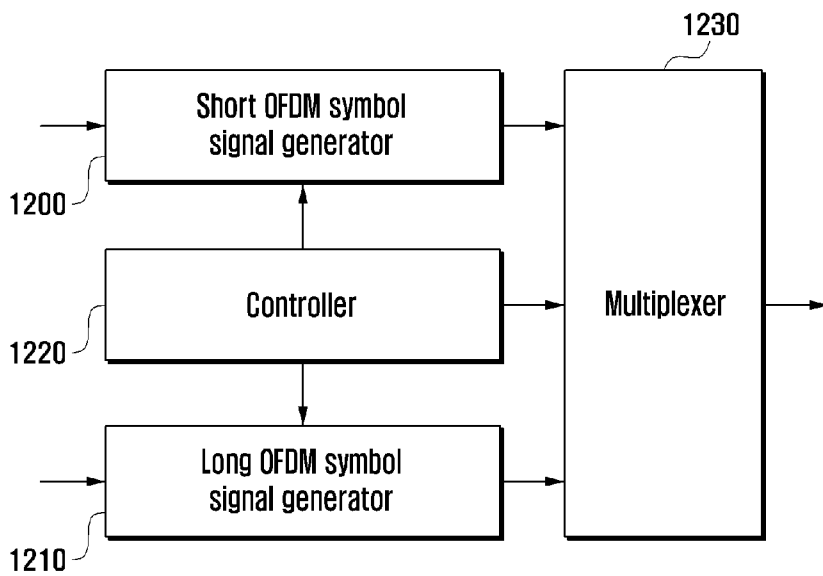 1230
Short OFDM symbol
signal generator
1200
Controller
Multiplexer
1220
Long OFDM symbol
signal generator
1210